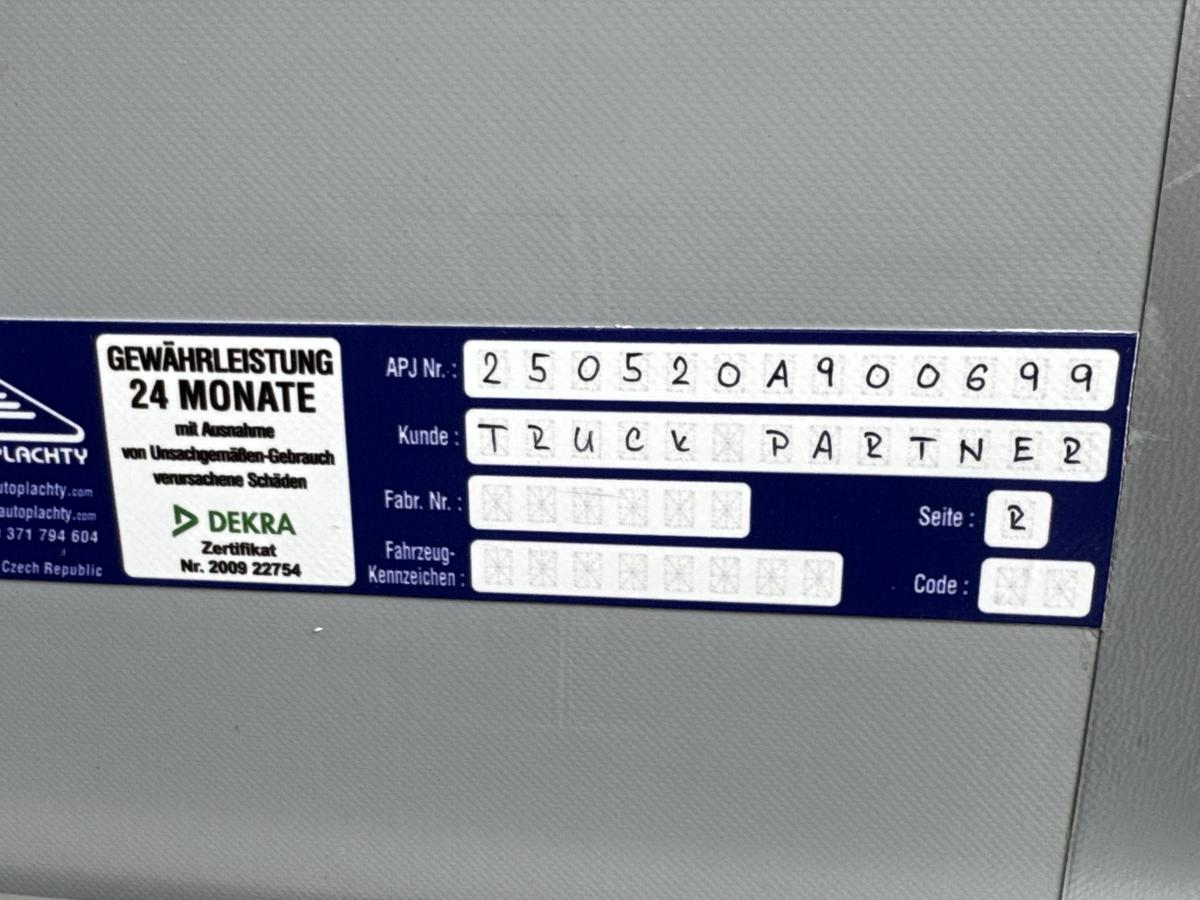 PLACHTY
utoplachty.com
autoplachty.com
371 794 604
Czech Republic
GEWÄHRLEISTUNG
24 MONATE
mit Ausnahme
von Unsachgemäßen-Gebrauch
verursachene Schäden
DEKRA
Zertifikat
Nr. 2009 22754
APJ Nr. : 250520A900699
Kunde : TRUCK PARTNER
Fabr. Nr. :
Seite : R
Fahrzeug-
Kennzeichen :
Code :